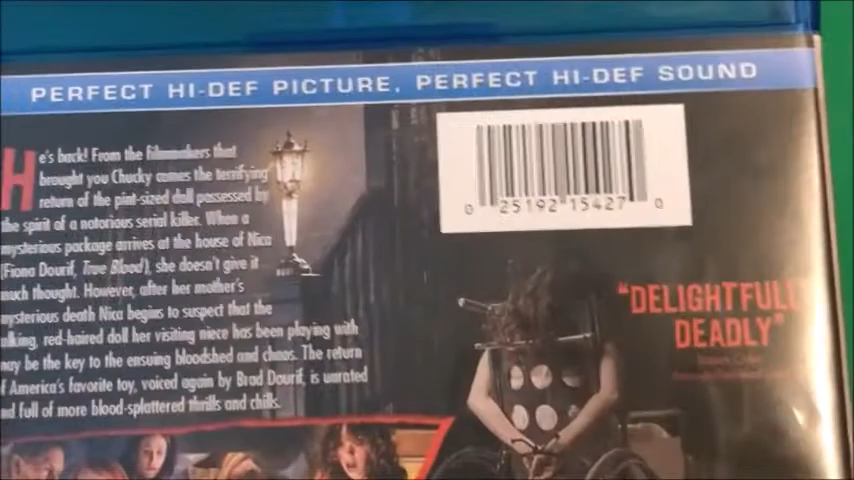 PERFECT HI-DEF PICTURE, PERFECT HI-DEF SOUND
He's back! From the filmmakers that
brought you Chucky comes the terrifying
return of the pint-sized doll possessed by
the spirit of a notorious serial killer. When a
mysterious package arrives at the house of Nica
(Fiona Dourif, True Blood), she doesn't give it
much thought. However, after her mother's
mysterious death Nica begins to suspect that the
talking, red-haired doll her visiting niece has been playing with
may be the key to the ensuing bloodshed and chaos. The return
of America's favorite toy, voiced again by Brad Dourif, is unrated
and full of more blood-splattered thrills and chills.
0 25192 15427 0
"DELIGHTFULLY
DEADLY"